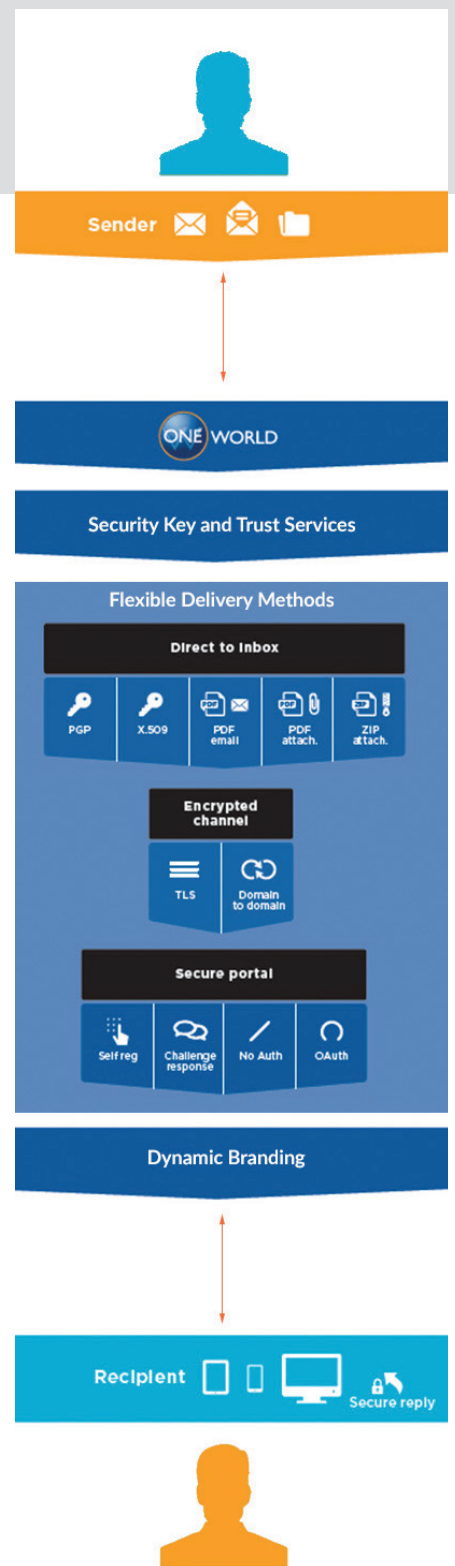 Sender
ONE WORLD
Security Key and Trust Services
Flexible Delivery Methods
Direct to Inbox
PGP
X.509
PDF
PDF
email
PDF
PDF
attach.
ZIP
ZIP
attach.
Encrypted
channel
TLS
Domain
to domain
Secure portal
Self reg
Challenge
response
No Auth
OAuth
Dynamic Branding
Recipient
Secure reply